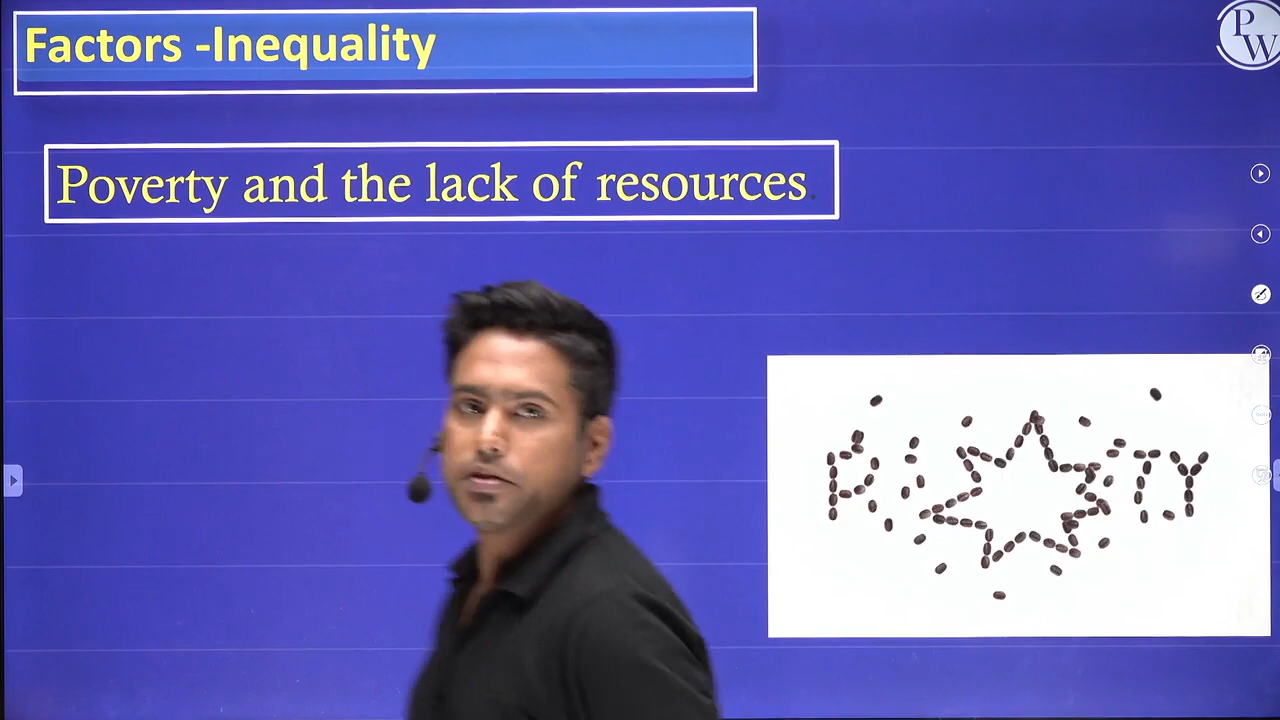 Factors -Inequality
PW
Poverty and the lack of resources.